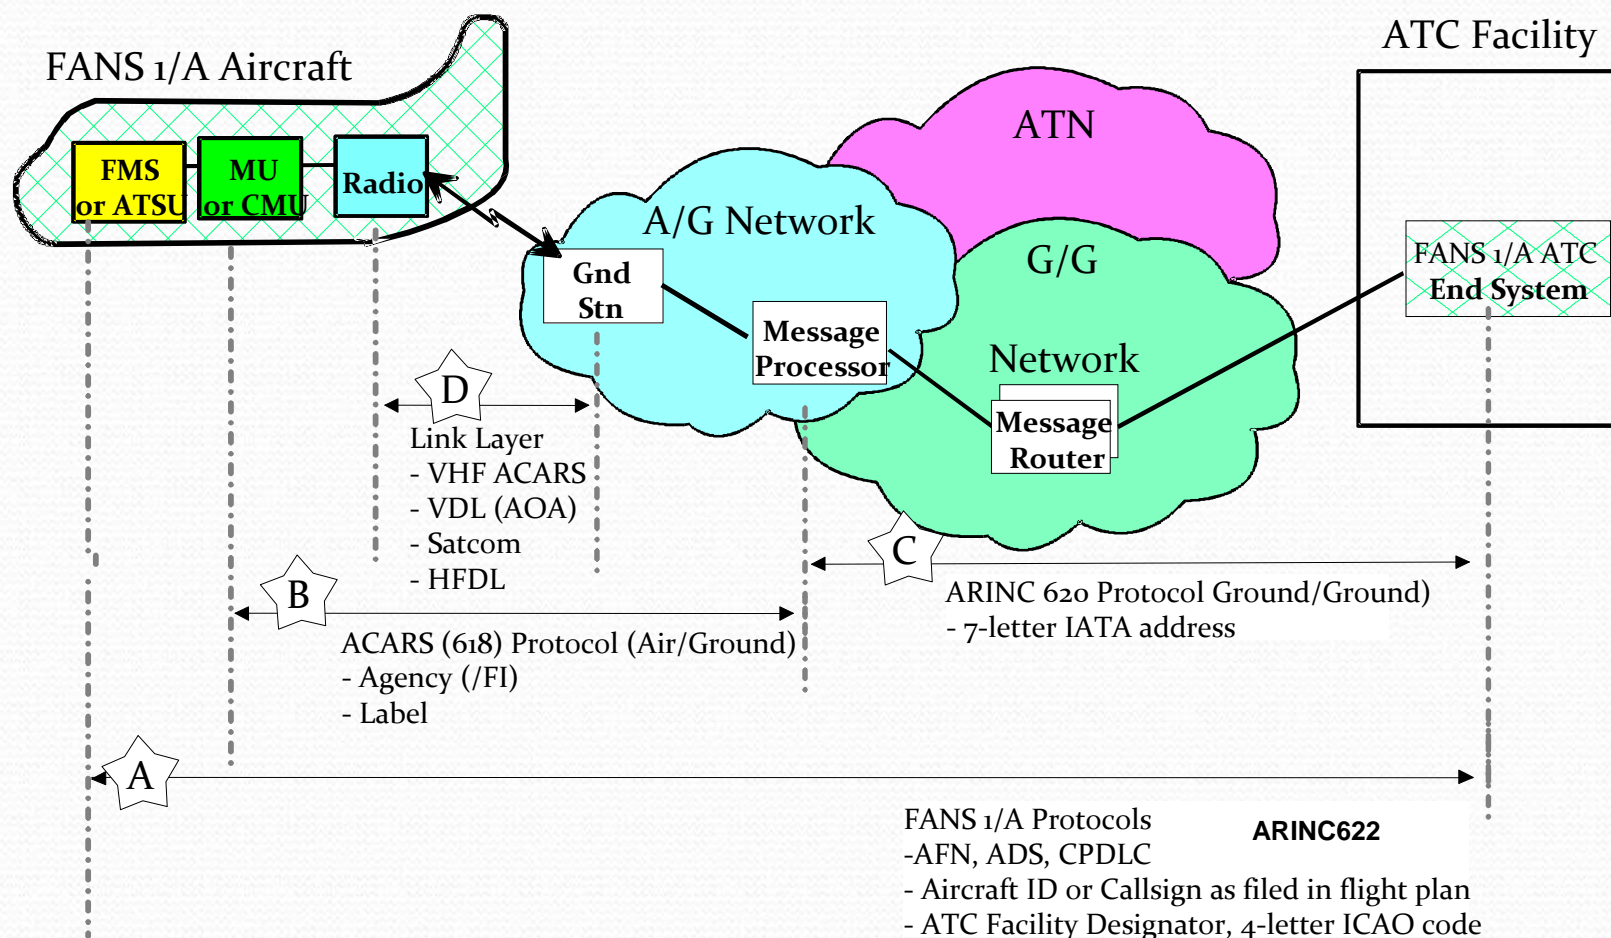 ATC Facility
FANS 1/A Aircraft
FMS
or ATSU
MU
or CMU
Radio
ATN
A/G Network
G/G
Network
Gnd
Stn
Message
Processor
Message
Router
FANS 1/A ATC
End System
D
Link Layer
- VHF ACARS
- VDL (AOA)
- Satcom
- HFDL
C
ARINC 620 Protocol Ground/Ground)
- 7-letter IATA address
B
ACARS (618) Protocol (Air/Ground)
- Agency (/FI)
- Label
A
FANS 1/A Protocols
ARINC622
-AFN, ADS, CPDLC
- Aircraft ID or Callsign as filed in flight plan
- ATC Facility Designator, 4-letter ICAO code